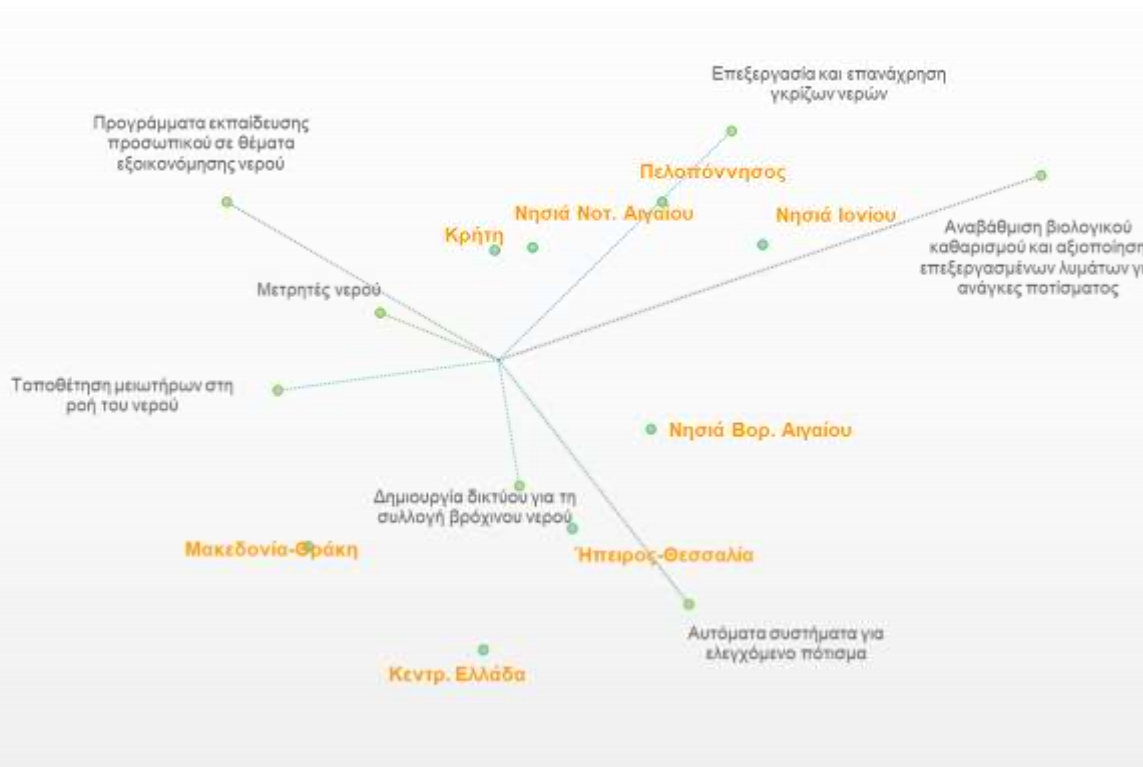 Επεξεργασία και επανάχρηση
γκρίζων νερών
Προγράμματα εκπαίδευσης
προσωπικού σε θέματα
εξοικονόμησης νερού
Πελοπόννησος
Νησιά Νοτ. Αιγαίου
Νησιά Ιονίου
Κρήτη
Αναβάθμιση βιολογικού
καθαρισμού και αξιοποίηση
επεξεργασμένων λυμάτων γι
ανάγκες ποτίσματος
Μετρητές νερού
Τοποθέτηση μειωτήρων στη
ροή του νερού
Νησιά Βορ. Αιγαίου
Δημιουργία δικτύου για τη
συλλογή βρόχινου νερού
Μακεδονία-Θράκη
Ήπειρος-Θεσσαλία
Αυτόματα συστήματα για
ελεγχόμενο πότισμα
Κεντρ. Ελλάδα